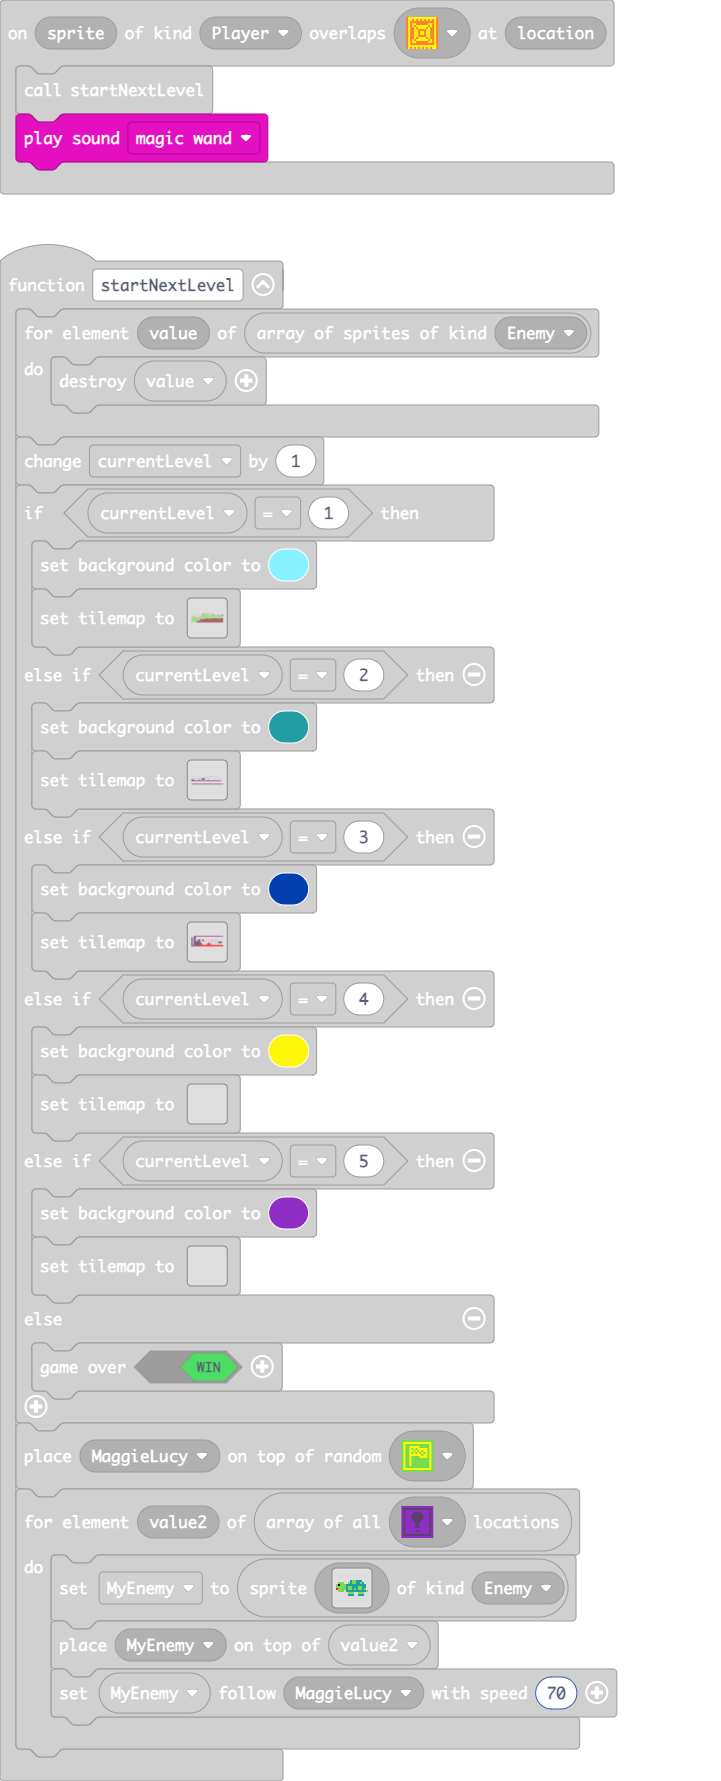 on sprite of kind Player overlaps at location
call startNextLevel
play sound magic wand
function startNextLevel
for element value of array of sprites of kind Enemy
do
destroy value
change currentLevel by 1
if currentLevel = 1 then
set background color to
set tilemap to
else if currentLevel = 2 then
set background color to
set tilemap to
else if currentLevel = 3 then
set background color to
set tilemap to
else if currentLevel = 4 then
set background color to
set tilemap to
else if currentLevel = 5 then
set background color to
set tilemap to
else
game over WIN
place MaggieLucy on top of random
for element value2 of array of all locations
do
set MyEnemy to sprite of kind Enemy
place MyEnemy on top of value2
set MyEnemy follow MaggieLucy with speed 70